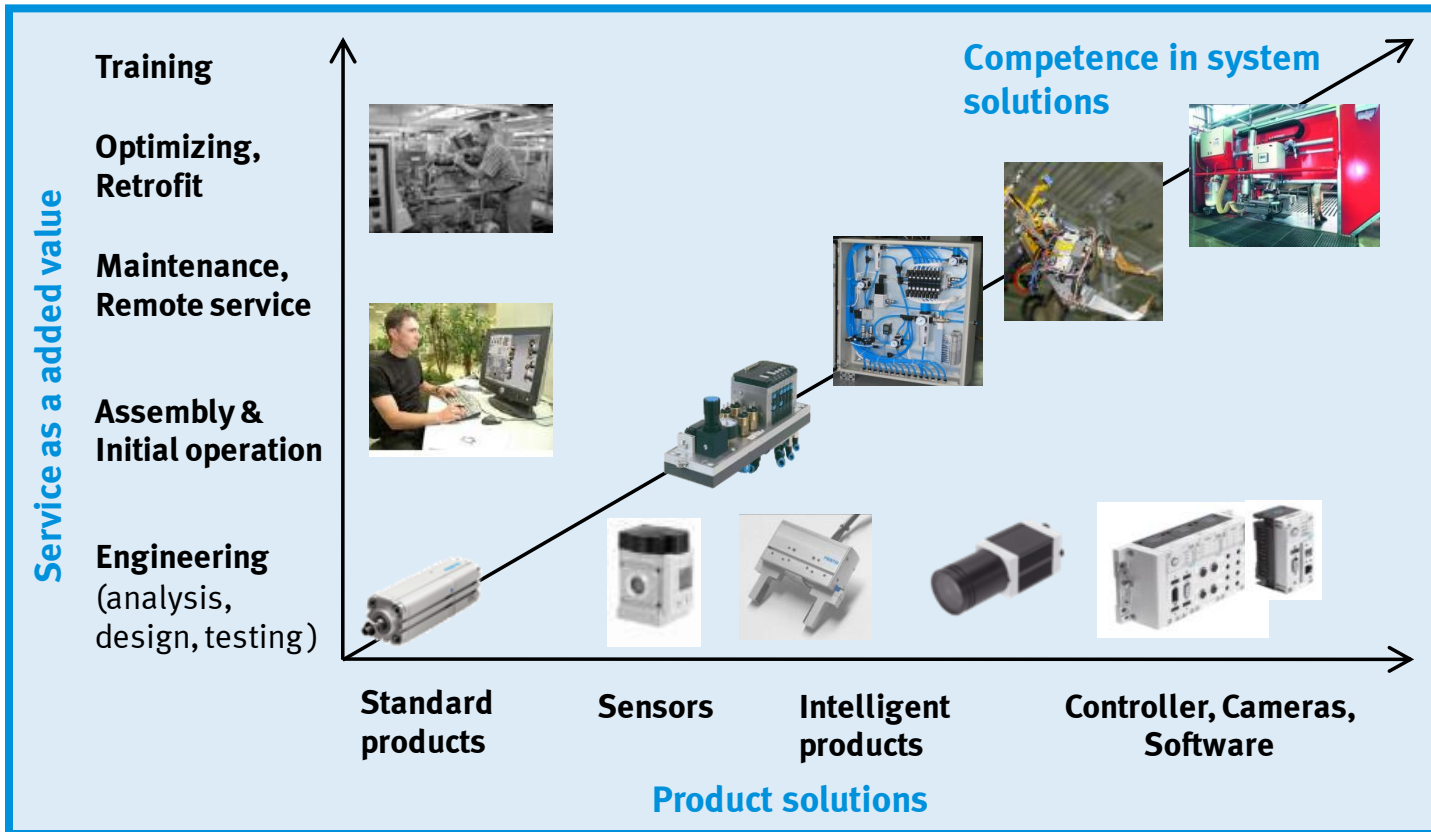 Training
Optimizing,
Retrofit
Maintenance,
Remote service
Assembly &
Initial operation
Engineering
(analysis,
design, testing)
Service as a added value
Competence in system
solutions
Standard
products
Sensors
Intelligent
products
Controller, Cameras,
Software
Product solutions
FESTO